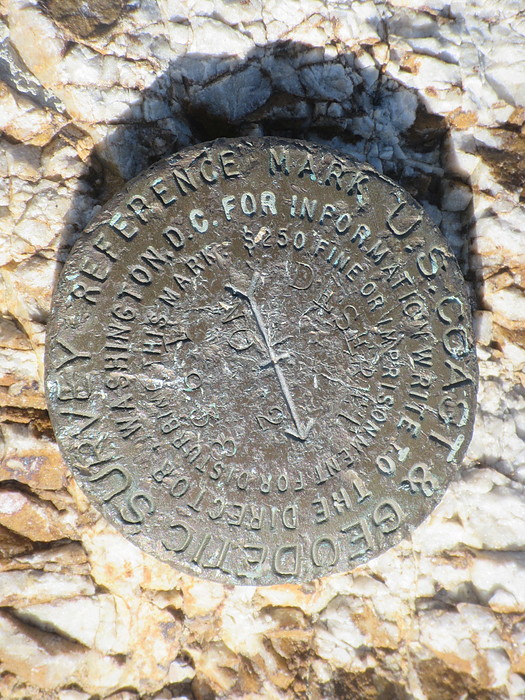 U.S. COAST & GEODETIC SURVEY REFERENCE MARK
FOR INFORMATION WRITE TO THE DIRECTOR WASHINGTON, D.C.
$250 FINE OR IMPRISONMENT FOR DISTURBING THIS MARK.
NO 2